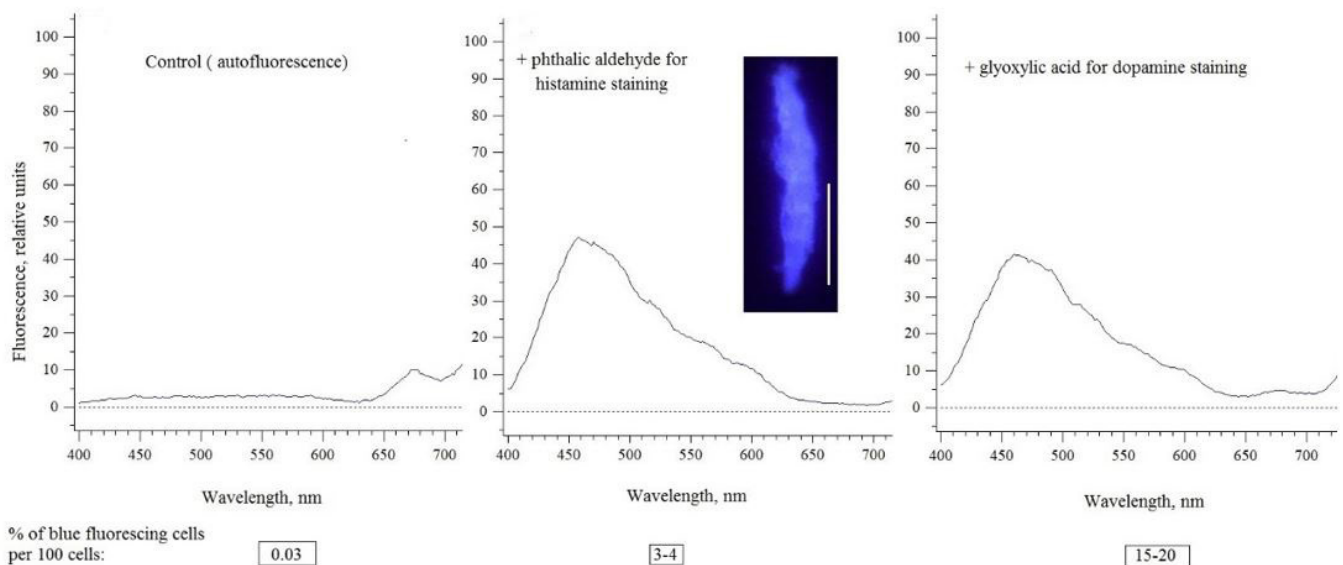 Control ( autofluorescence)
100
90
80
70
60
50
40
30
20
10
0
Fluorescence, relative units
400 450 500 550 600 650 700
Wavelength, nm
+ phthalic aldehyde for
histamine staining
100
90
80
70
60
50
40
30
20
10
0
400 450 500 550 600 650 700
Wavelength, nm
+ glyoxylic acid for dopamine staining
100
90
80
70
60
50
40
30
20
10
0
400 450 500 550 600 650 700
Wavelength, nm
% of blue fluorescing cells
per 100 cells: 0.03 3-4 15-20